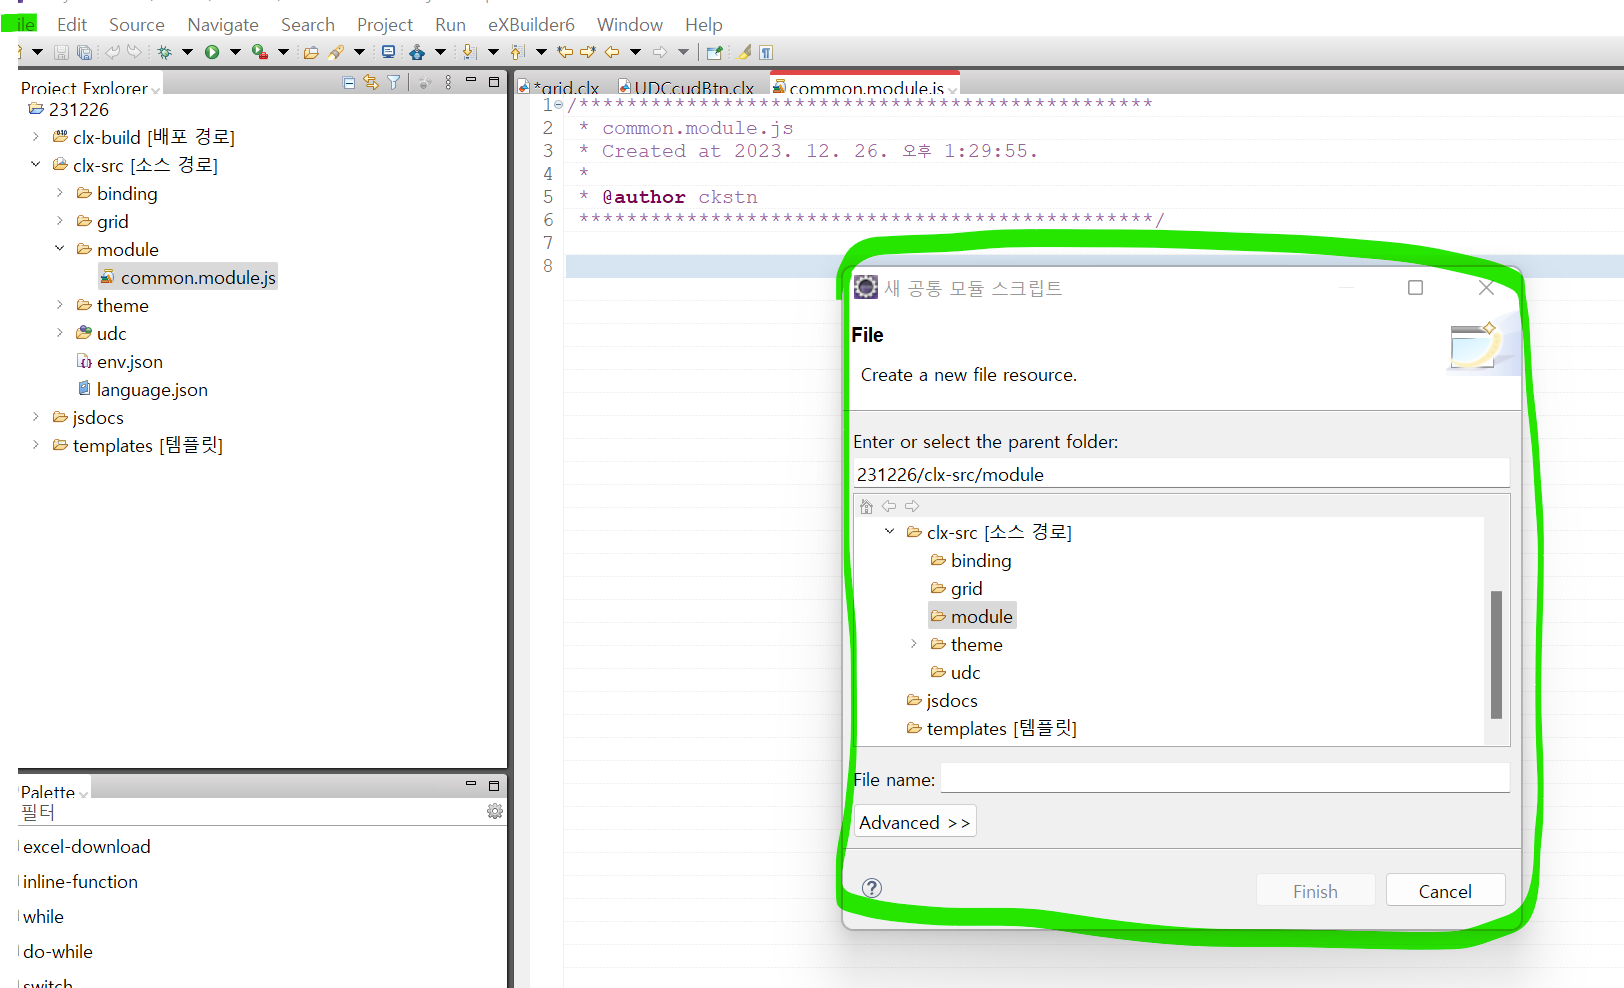 File Edit Source Navigate Search Project Run eXBuilder6 Window Help
Project Explorer
231226
clx-build [배포 경로]
clx-src [소스 경로]
binding
grid
module
common.module.js
theme
udc
env.json
language.json
jsdocs
templates [템플릿]
*grid.clx UDCcudBtn.clx common.module.js
1 /************************************************
2 * common.module.js
3 * Created at 2023. 12. 26. 오후 1:29:55.
4 *
5 * @author ckstn
6 ************************************************/
7
8
새 공통 모듈 스크립트
File
Create a new file resource.
Enter or select the parent folder:
231226/clx-src/module
clx-src [소스 경로]
binding
grid
module
theme
udc
jsdocs
templates [템플릿]
File name:
Advanced >>
Finish Cancel
Palette
필터
excel-download
inline-function
while
do-while
switch